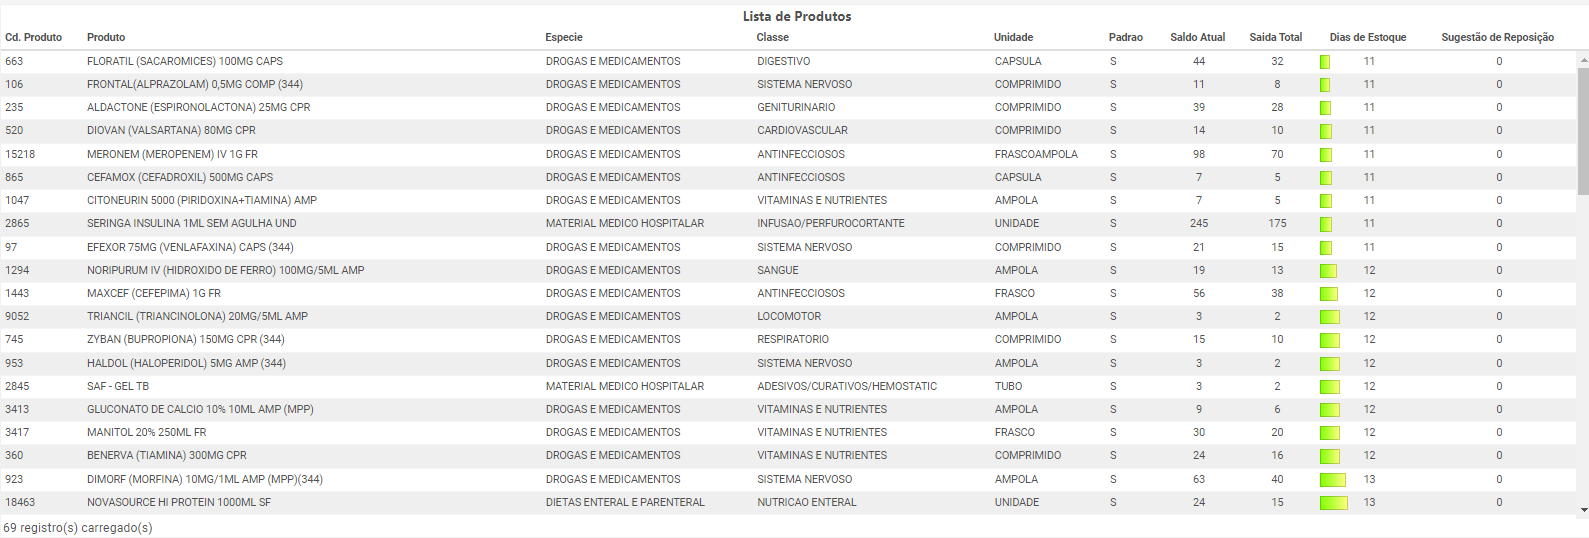 Lista de Produtos
Cd. Produto Produto Especie Classe Unidade Padrao Saldo Atual Saida Total Dias de Estoque Sugestão de Reposição
663 FLORATIL (SACAROMICES) 100MG CAPS DROGAS E MEDICAMENTOS DIGESTIVO CAPSULA S 44 32 11 0
106 FRONTAL(ALPRAZOLAM) 0,5MG COMP (344) DROGAS E MEDICAMENTOS SISTEMA NERVOSO COMPRIMIDO S 11 8 11 0
235 ALDACTONE (ESPIRONOLACTONA) 25MG CPR DROGAS E MEDICAMENTOS GENITURINARIO COMPRIMIDO S 39 28 11 0
520 DIOVAN (VALSARTANA) 80MG CPR DROGAS E MEDICAMENTOS CARDIOVASCULAR COMPRIMIDO S 14 10 11 0
15218 MERONEM (MEROPENEM) IV 1G FR DROGAS E MEDICAMENTOS ANTINFECCIOSOS FRASCOAMPOLA S 98 70 11 0
865 CEFAMOX (CEFADROXIL) 500MG CAPS DROGAS E MEDICAMENTOS ANTINFECCIOSOS CAPSULA S 7 5 11 0
1047 CITONEURIN 5000 (PIRIDOXINA+TIAMINA) AMP DROGAS E MEDICAMENTOS VITAMINAS E NUTRIENTES AMPOLA S 7 5 11 0
2865 SERINGA INSULINA 1ML SEM AGULHA UND MATERIAL MEDICO HOSPITALAR INFUSAO/PERFUROCORTANTE UNIDADE S 245 175 11 0
97 EFEXOR 75MG (VENLAFAXINA) CAPS (344) DROGAS E MEDICAMENTOS SISTEMA NERVOSO COMPRIMIDO S 21 15 11 0
1294 NORIPURUM IV (HIDROXIDO DE FERRO) 100MG/5ML AMP DROGAS E MEDICAMENTOS SANGUE AMPOLA S 19 13 12 0
1443 MAXCEF (CEFEPIMA) 1G FR DROGAS E MEDICAMENTOS ANTINFECCIOSOS FRASCO S 56 38 12 0
9052 TRIANCIL (TRIANCINOLONA) 20MG/5ML AMP DROGAS E MEDICAMENTOS LOCOMOTOR AMPOLA S 3 2 12 0
745 ZYBAN (BUPROPIONA) 150MG CPR (344) DROGAS E MEDICAMENTOS RESPIRATORIO COMPRIMIDO S 15 10 12 0
953 HALDOL (HALOPERIDOL) 5MG AMP (344) DROGAS E MEDICAMENTOS SISTEMA NERVOSO AMPOLA S 3 2 12 0
2845 SAF - GEL TB MATERIAL MEDICO HOSPITALAR ADESIVOS/CURATIVOS/HEMOSTATIC TUBO S 3 2 12 0
3413 GLUCONATO DE CALCIO 10% 10ML AMP (MPP) DROGAS E MEDICAMENTOS VITAMINAS E NUTRIENTES AMPOLA S 9 6 12 0
3417 MANITOL 20% 250ML FR DROGAS E MEDICAMENTOS VITAMINAS E NUTRIENTES FRASCO S 30 20 12 0
360 BENERVA (TIAMINA) 300MG CPR DROGAS E MEDICAMENTOS VITAMINAS E NUTRIENTES COMPRIMIDO S 24 16 12 0
923 DIMORF (MORFINA) 10MG/1ML AMP (MPP)(344) DROGAS E MEDICAMENTOS SISTEMA NERVOSO AMPOLA S 63 40 13 0
18463 NOVASOURCE HI PROTEIN 1000ML SF DIETAS ENTERAL E PARENTERAL NUTRICAO ENTERAL UNIDADE S 24 15 13 0
69 registro(s) carregado(s)